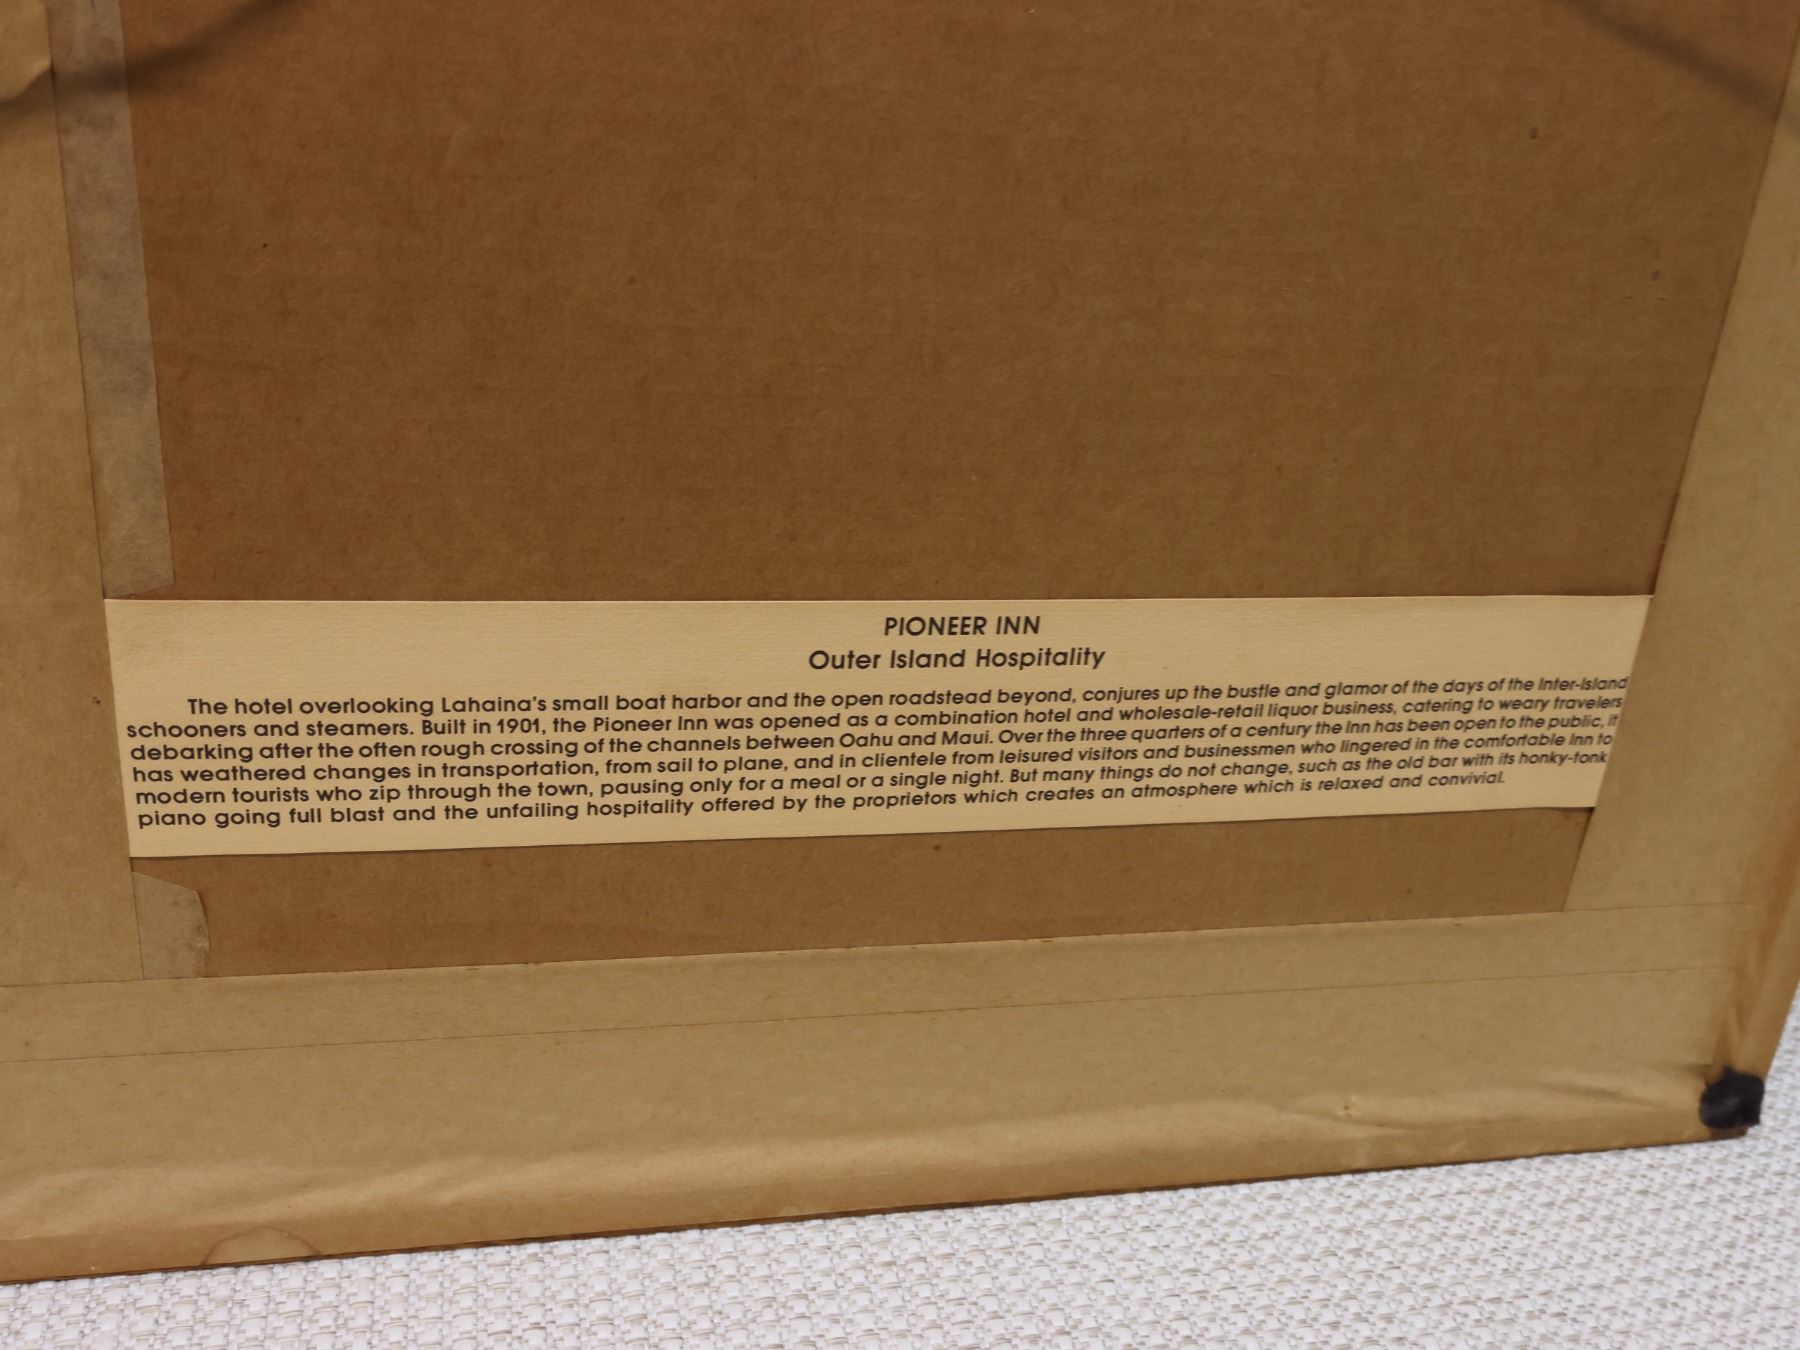 PIONEER INN
Outer Island Hospitality
The hotel overlooking Lahaina's small boat harbor and the open roadstead beyond, conjures up the bustle and glamor of the days of the Inter-Island
schooners and steamers. Built in 1901, the Pioneer Inn was opened as a combination hotel and wholesale-retail liquor business, catering to weary travelers
debarking after the often rough crossing of the channels between Oahu and Maui. Over the three quarters of a century the Inn has been open to the public, it
has weathered changes in transportation, from sail to plane, and in clientele from leisured visitors and businessmen who lingered in the comfortable Inn to
modern tourists who zip through the town, pausing only for a meal or a single night. But many things do not change, such as the old bar with its honky-tonk
piano going full blast and the unfailing hospitality offered by the proprietors which creates an atmosphere which is relaxed and convivial.